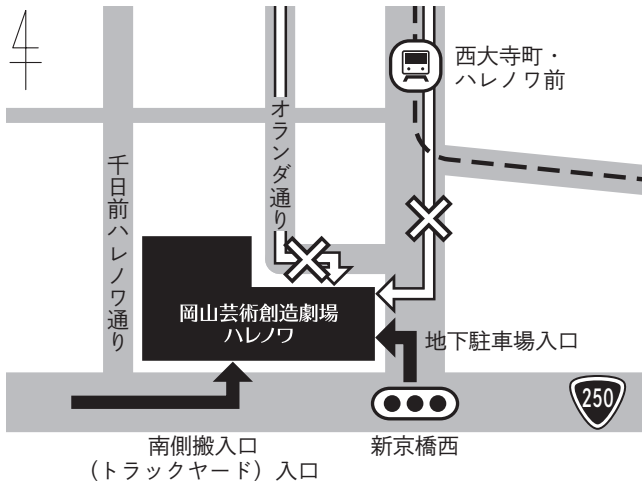 西大寺町・
ハレノワ前
オランダ通り
千日前ハレノワ通り
岡山芸術創造劇場
ハレノワ
地下駐車場入口
250
南側搬入口
(トラックヤード)入口
新京橋西